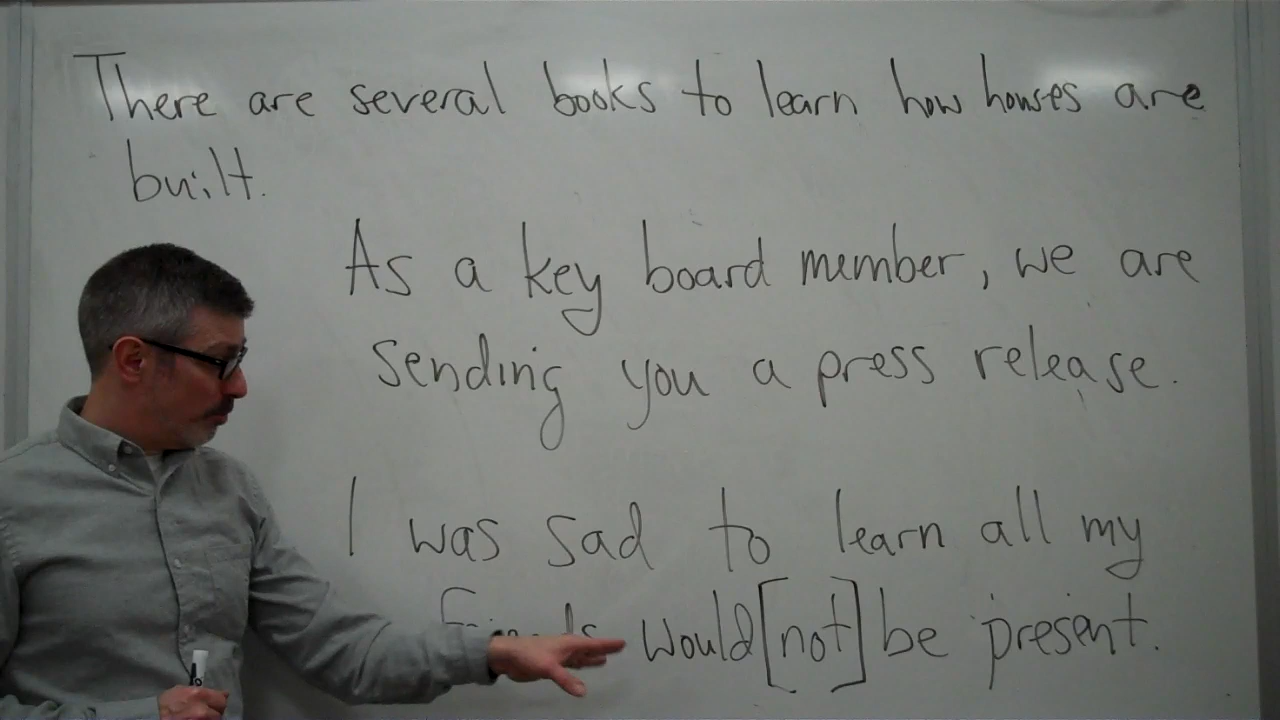 There are several books to learn how houses are
built.
As a key board member, we are
sending you a press release.
I was sad to learn all my
would [not] be present.